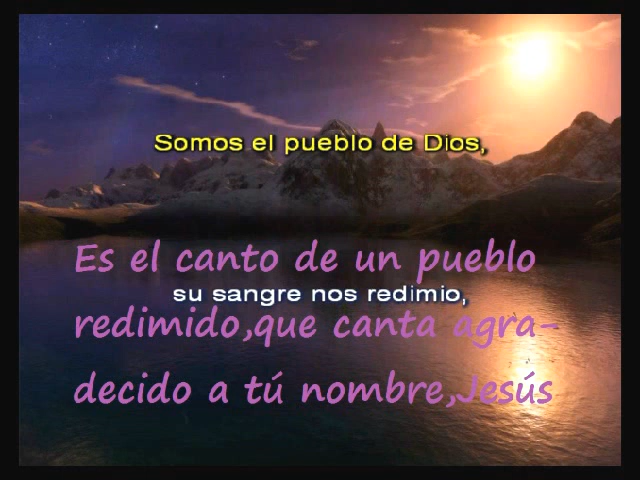 Somos el pueblo de Dios,
Es el canto de un pueblo
su sangre nos redimio,
redimido,que canta agra-
decido a tú nombre,Jesús